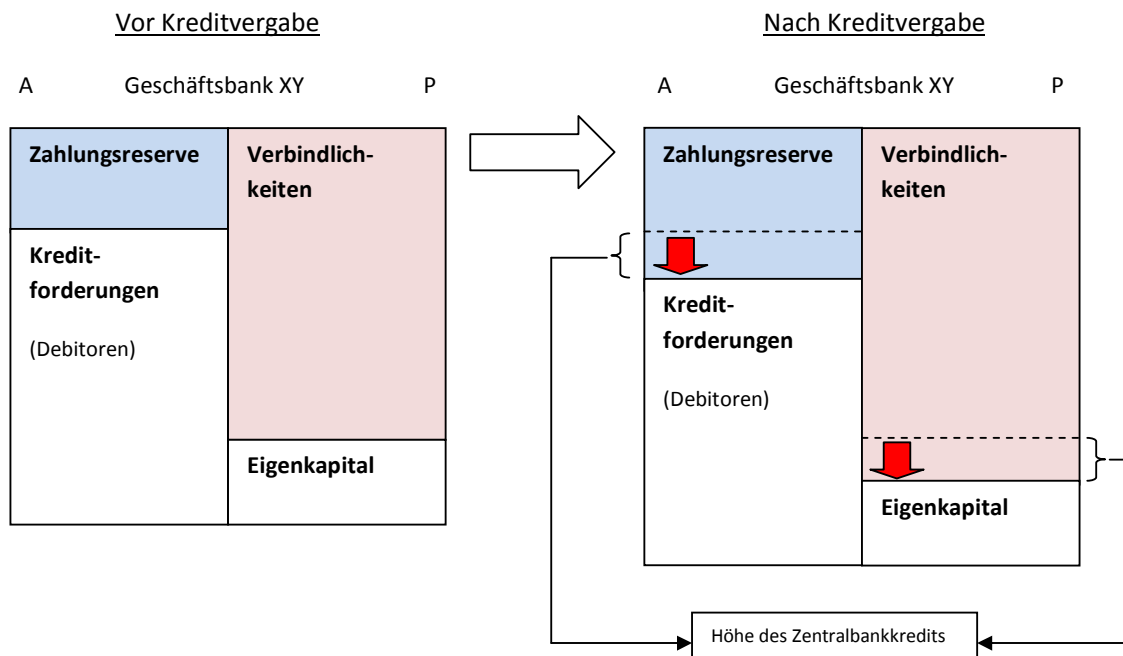 Vor Kreditvergabe
A Geschäftsbank XY P
Zahlungsreserve
Verbindlich-
keiten
Kredit-
forderungen
(Debitoren)
Eigenkapital
Nach Kreditvergabe
A Geschäftsbank XY P
Zahlungsreserve
Verbindlich-
keiten
Kredit-
forderungen
(Debitoren)
Eigenkapital
Höhe des Zentralbankkredits